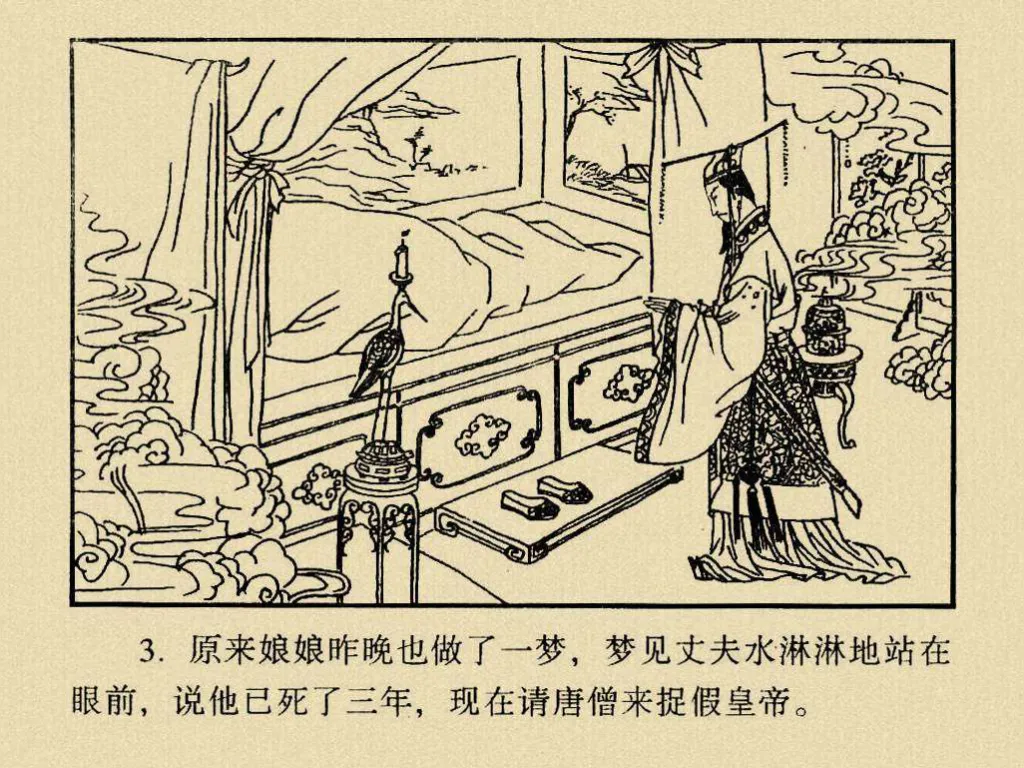 3. 原来娘娘昨晚也做了一梦，梦见丈夫水淋淋地站在
眼前，说他已死了三年，现在请唐僧来捉假皇帝。